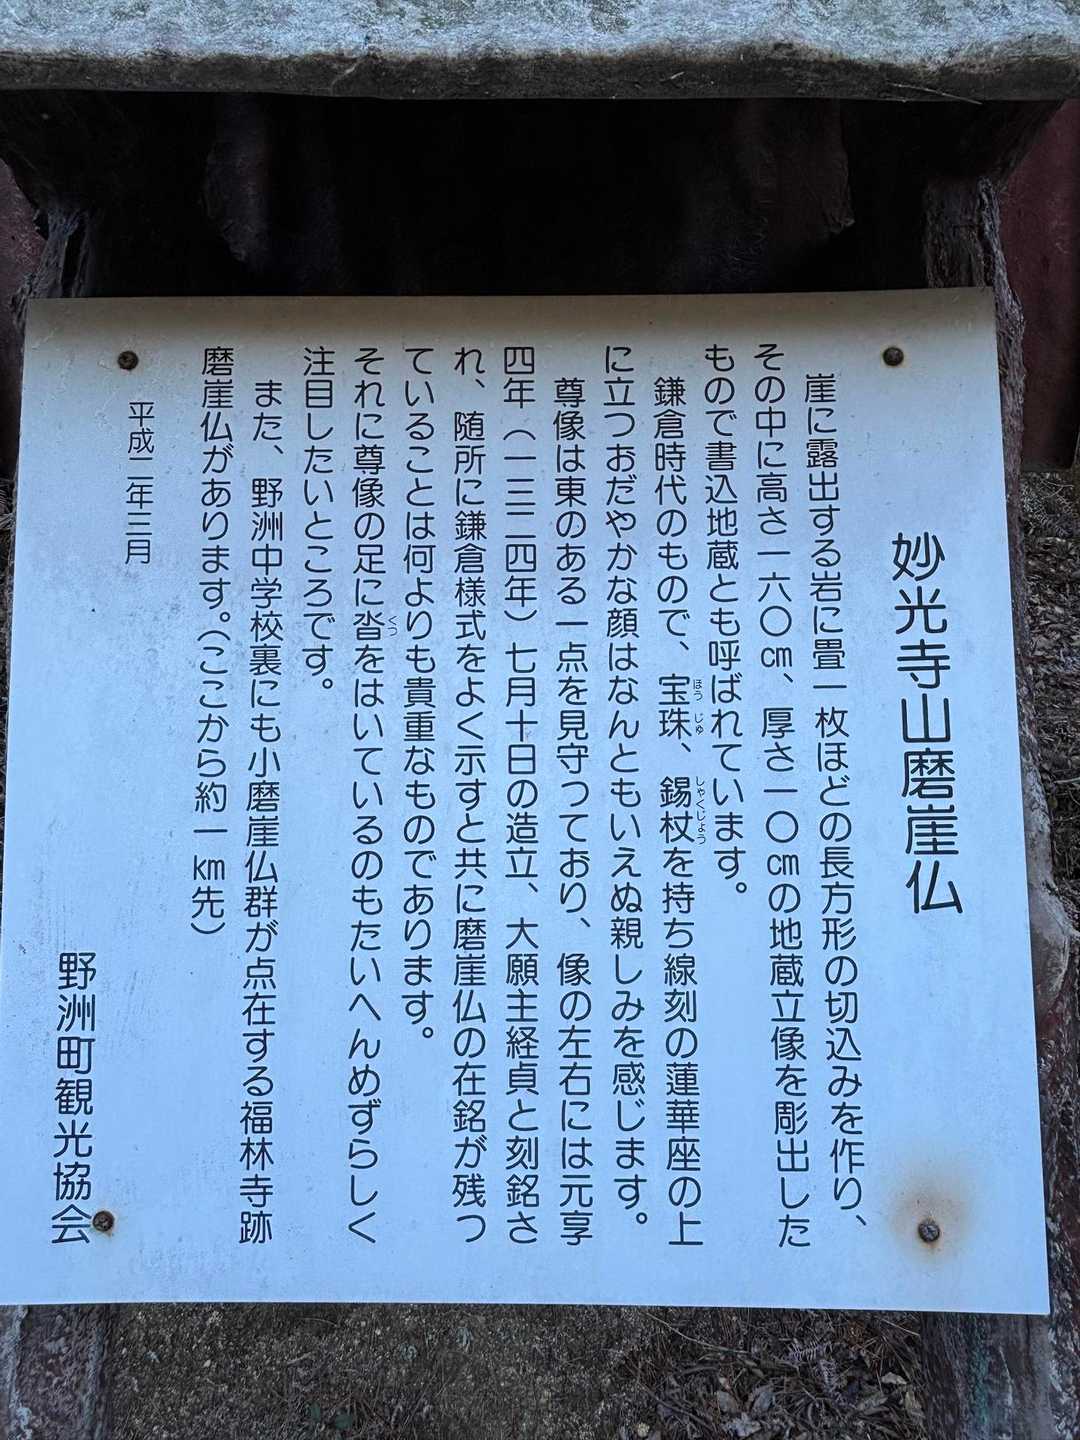 妙光寺山磨崖仏
崖に露出する岩に畳一枚ほどの長方形の切込みを作り、
その中に高さ一六〇㎝、厚さ一〇㎝の地蔵立像を彫出した
もので書込地蔵とも呼ばれています。
鎌倉時代のもので、宝珠、錫杖を持ち線刻の蓮華座の上
ほうじゅ しゃくじょう
に立つおだやかな顔はなんともいえぬ親しみを感じます。
尊像は東のある一点を見守つており、像の左右には元亨
四年（一三二四年）七月十日の造立、大願主経貞と刻銘さ
れ、随所に鎌倉様式をよく示すと共に磨崖仏の在銘が残つ
ていることは何よりも貴重なものであります。
それに尊像の足に沓をはいているのもたいへんめずらしく
くつ
注目したいところです。
また、野洲中学校裏にも小磨崖仏群が点在する福林寺跡
磨崖仏があります。（ここから約一㎞先）
平成二年三月
野洲町観光協会